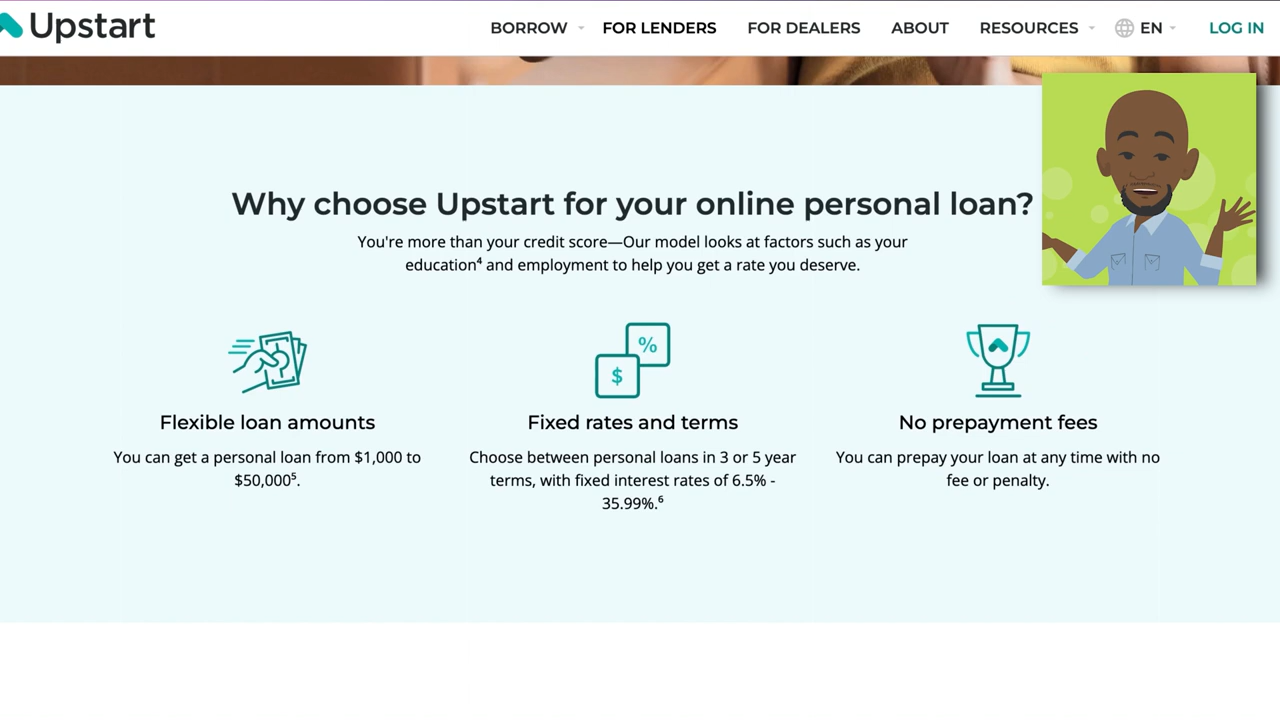 Upstart
BORROW FOR LENDERS FOR DEALERS ABOUT RESOURCES EN LOG IN
Why choose Upstart for your online personal loan?
You're more than your credit score—Our model looks at factors such as your
education⁴ and employment to help you get a rate you deserve.
%
$
Flexible loan amounts
You can get a personal loan from $1,000 to
$50,000⁵.
Fixed rates and terms
Choose between personal loans in 3 or 5 year
terms, with fixed interest rates of 6.5% -
35.99%.⁶
No prepayment fees
You can prepay your loan at any time with no
fee or penalty.